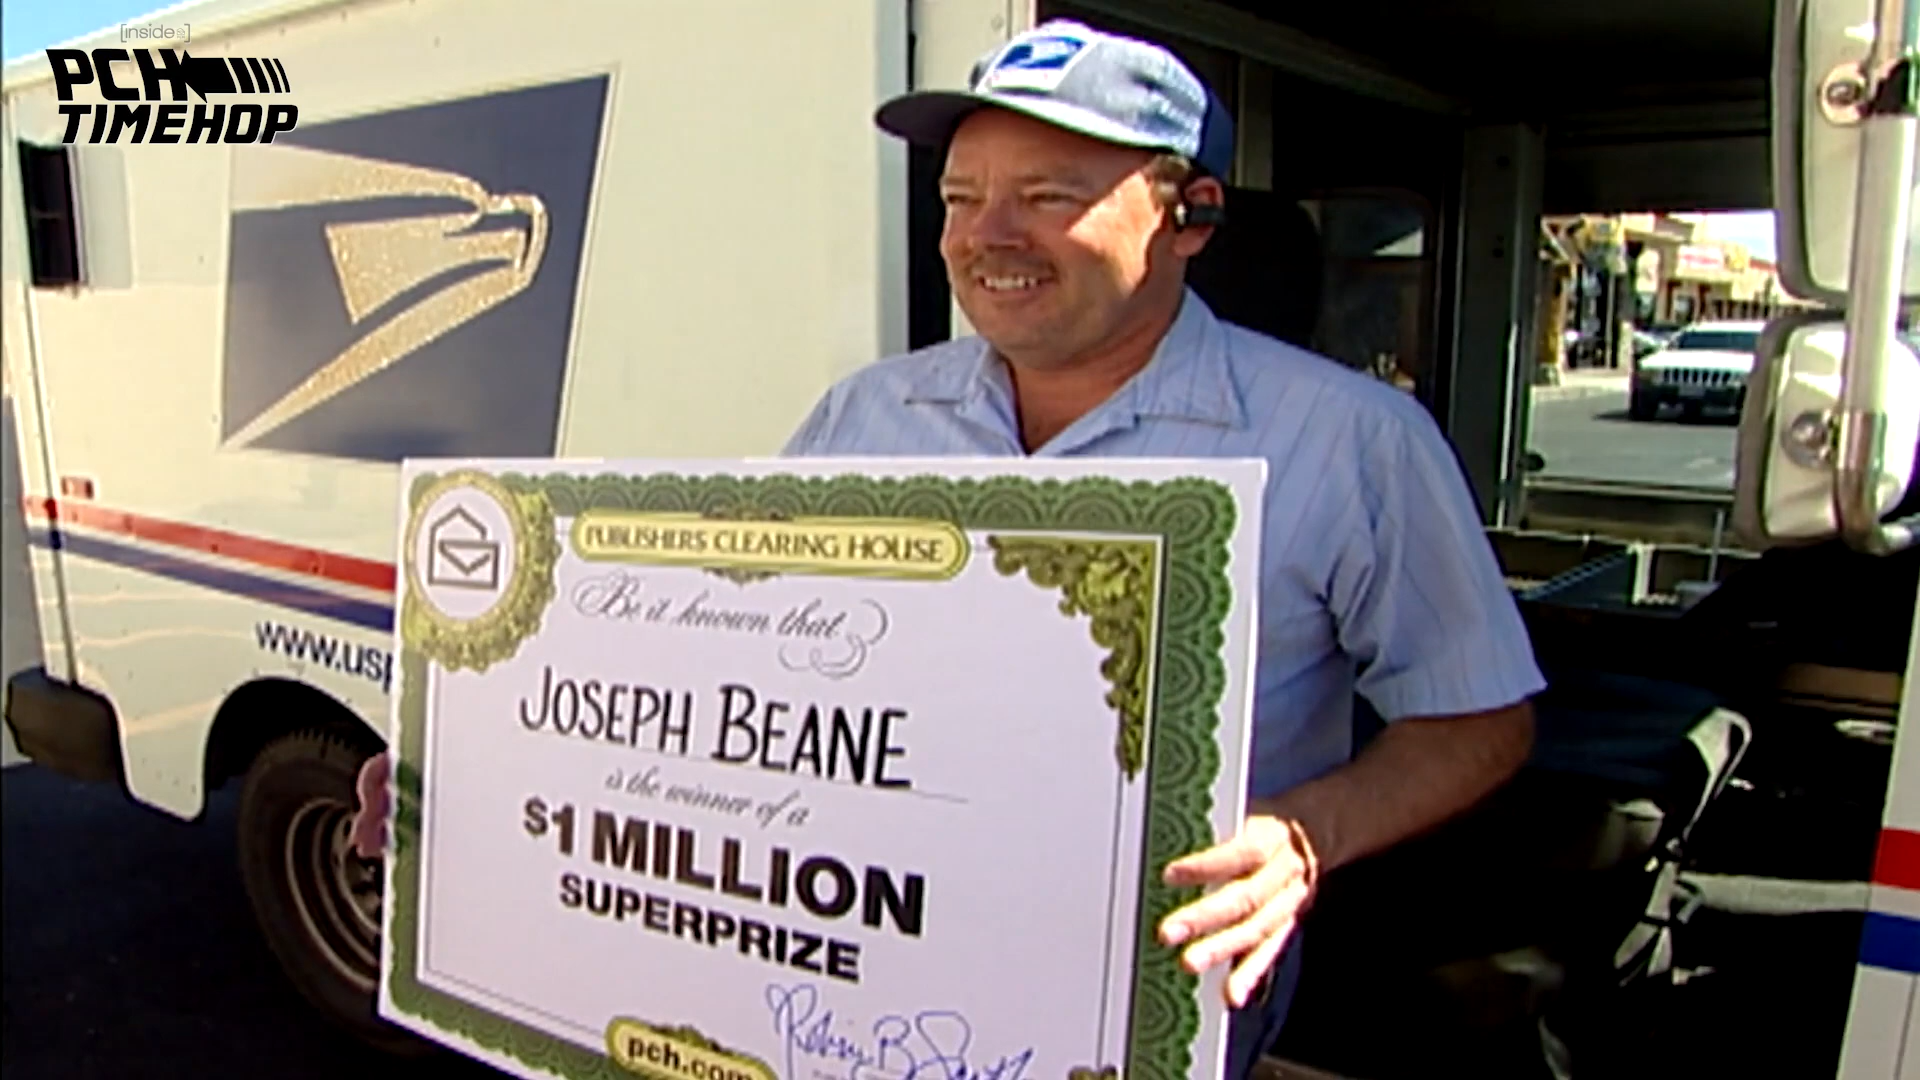 [inside]
PCH
TIMEHOP
www.usp
PUBLISHERS CLEARING HOUSE
Be it known that
JOSEPH BEANE
is the winner of a
$1 MILLION
SUPERPRIZE
pch.com